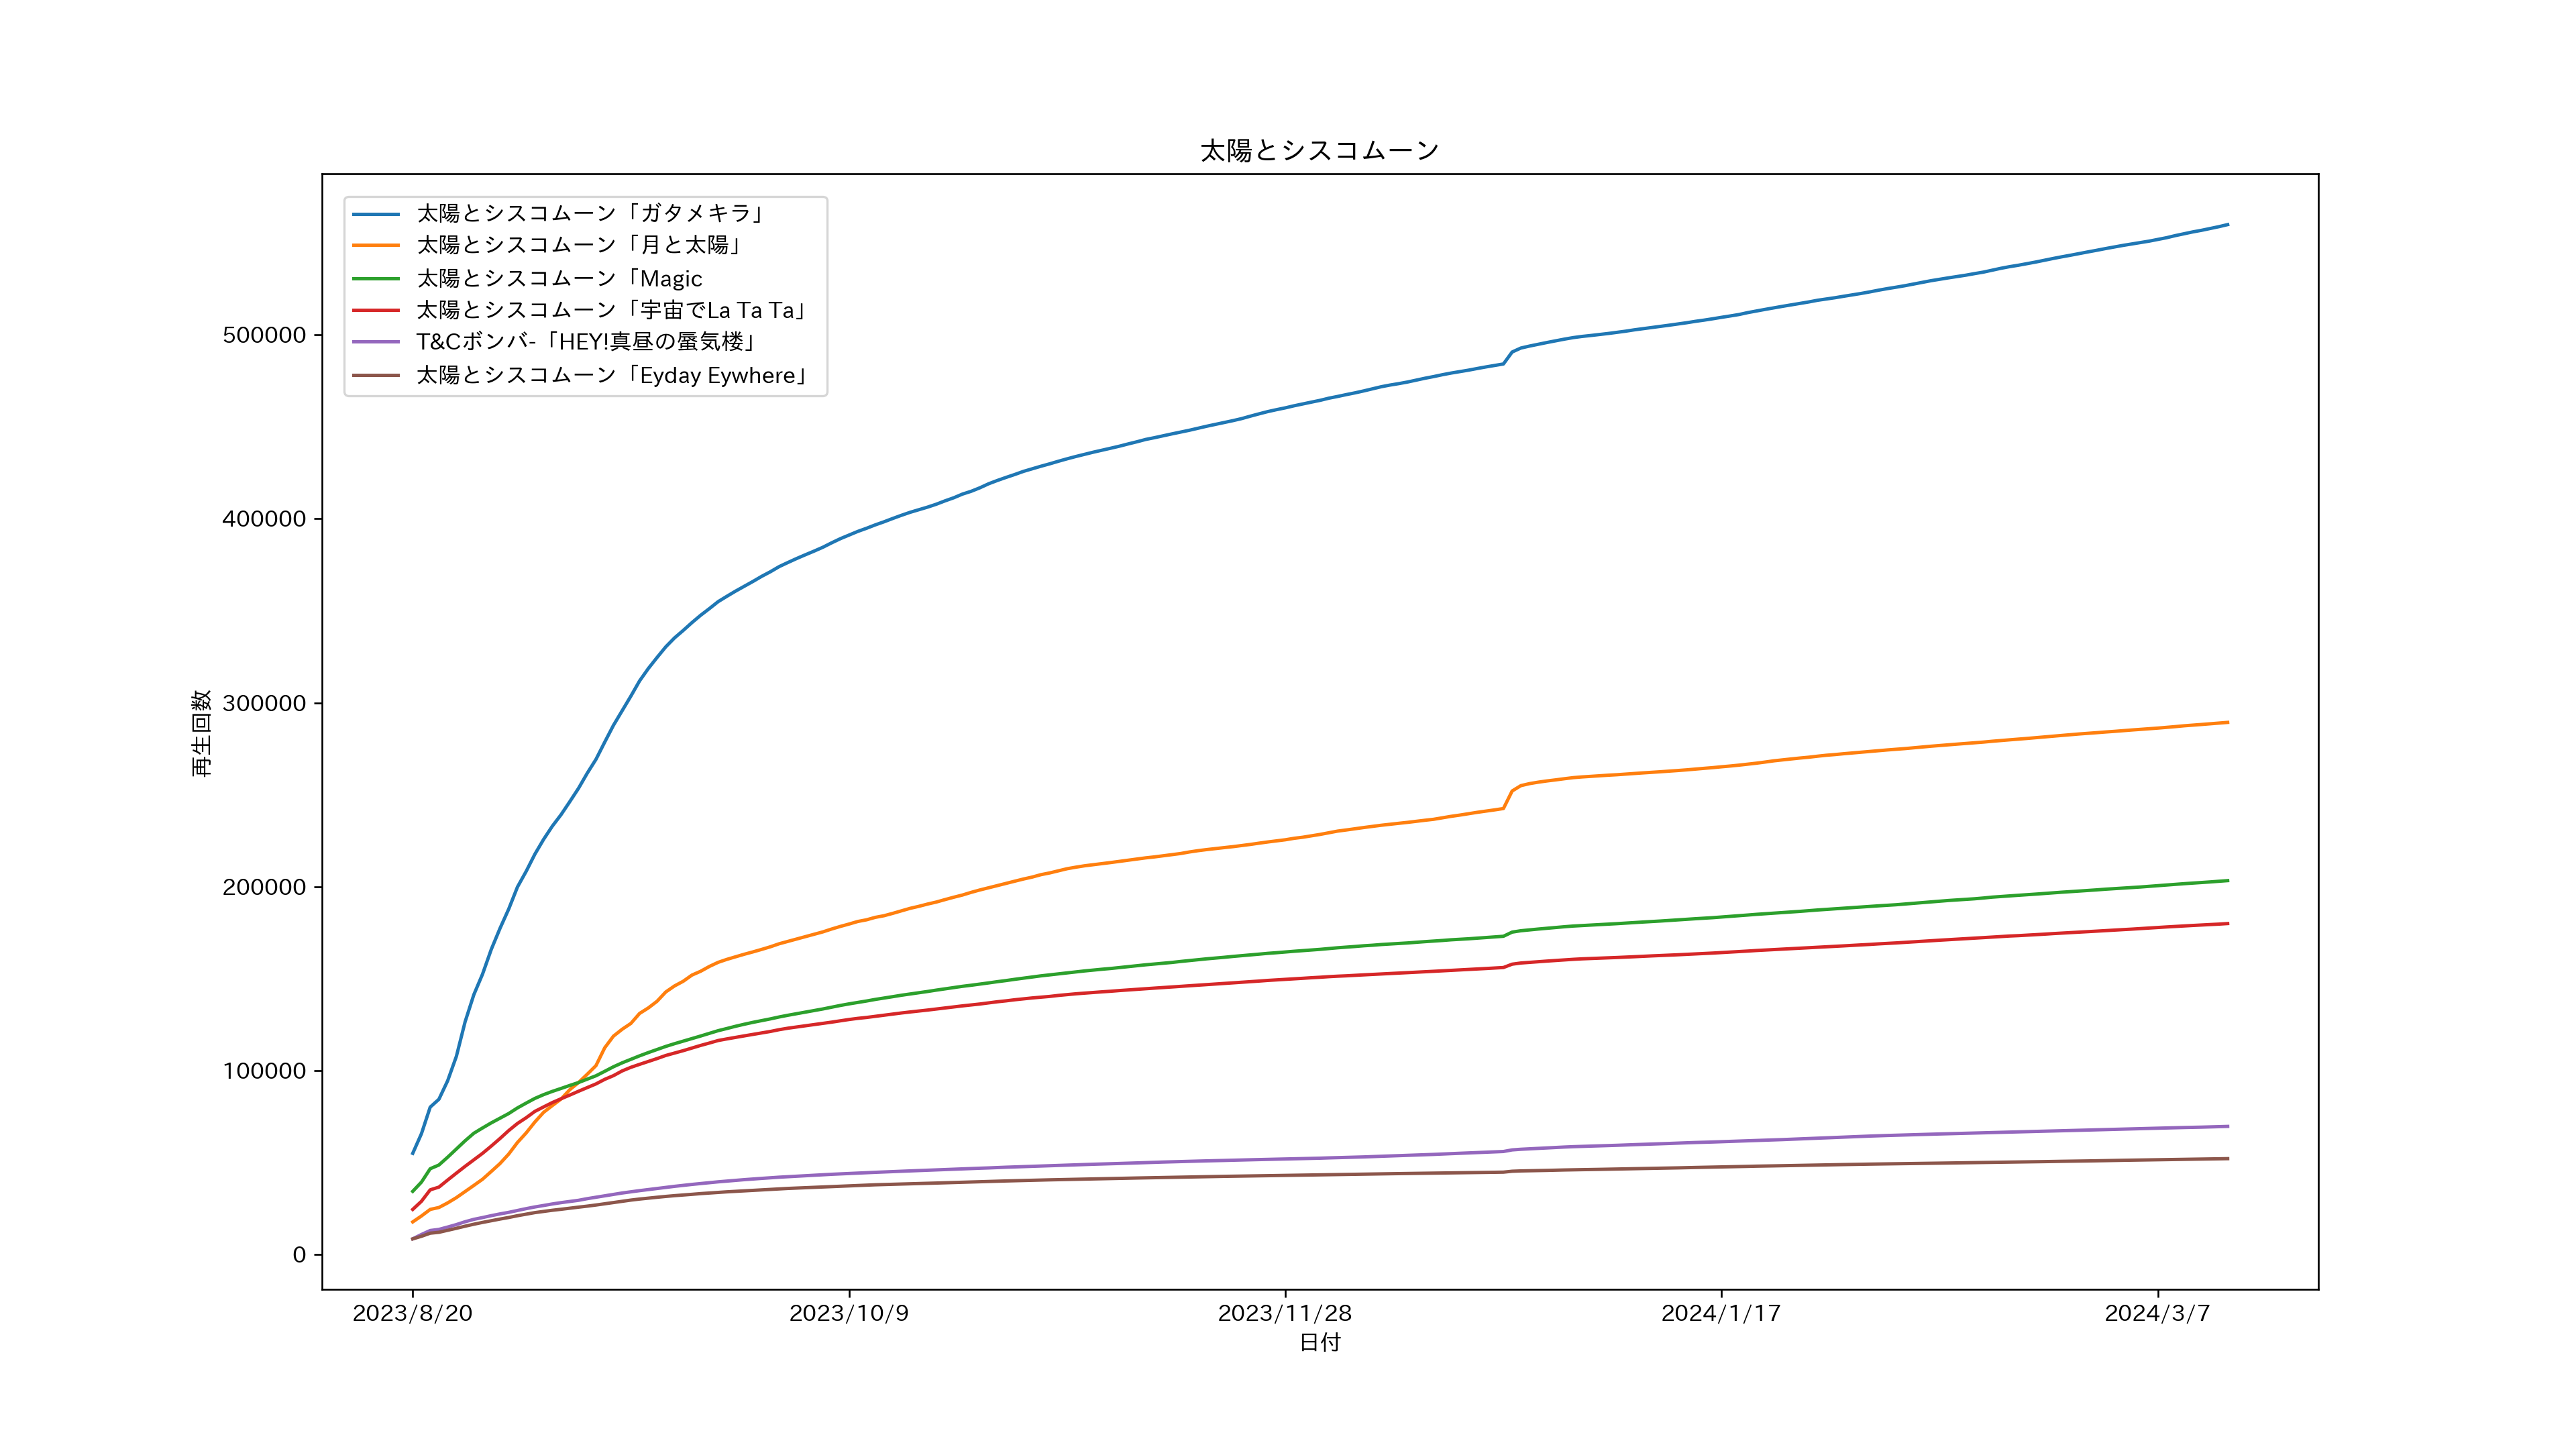 太陽とシスコムーン
太陽とシスコムーン「ガタメキラ」
太陽とシスコムーン「月と太陽」
太陽とシスコムーン「Magic
太陽とシスコムーン「宇宙でLa Ta Ta」
T&Cボンバ-「HEY!真昼の蜃気楼」
太陽とシスコムーン「Eyday Eywhere」
500000
400000
300000
200000
100000
0
再生回数
2023/8/20
2023/10/9
2023/11/28
2024/1/17
2024/3/7
日付